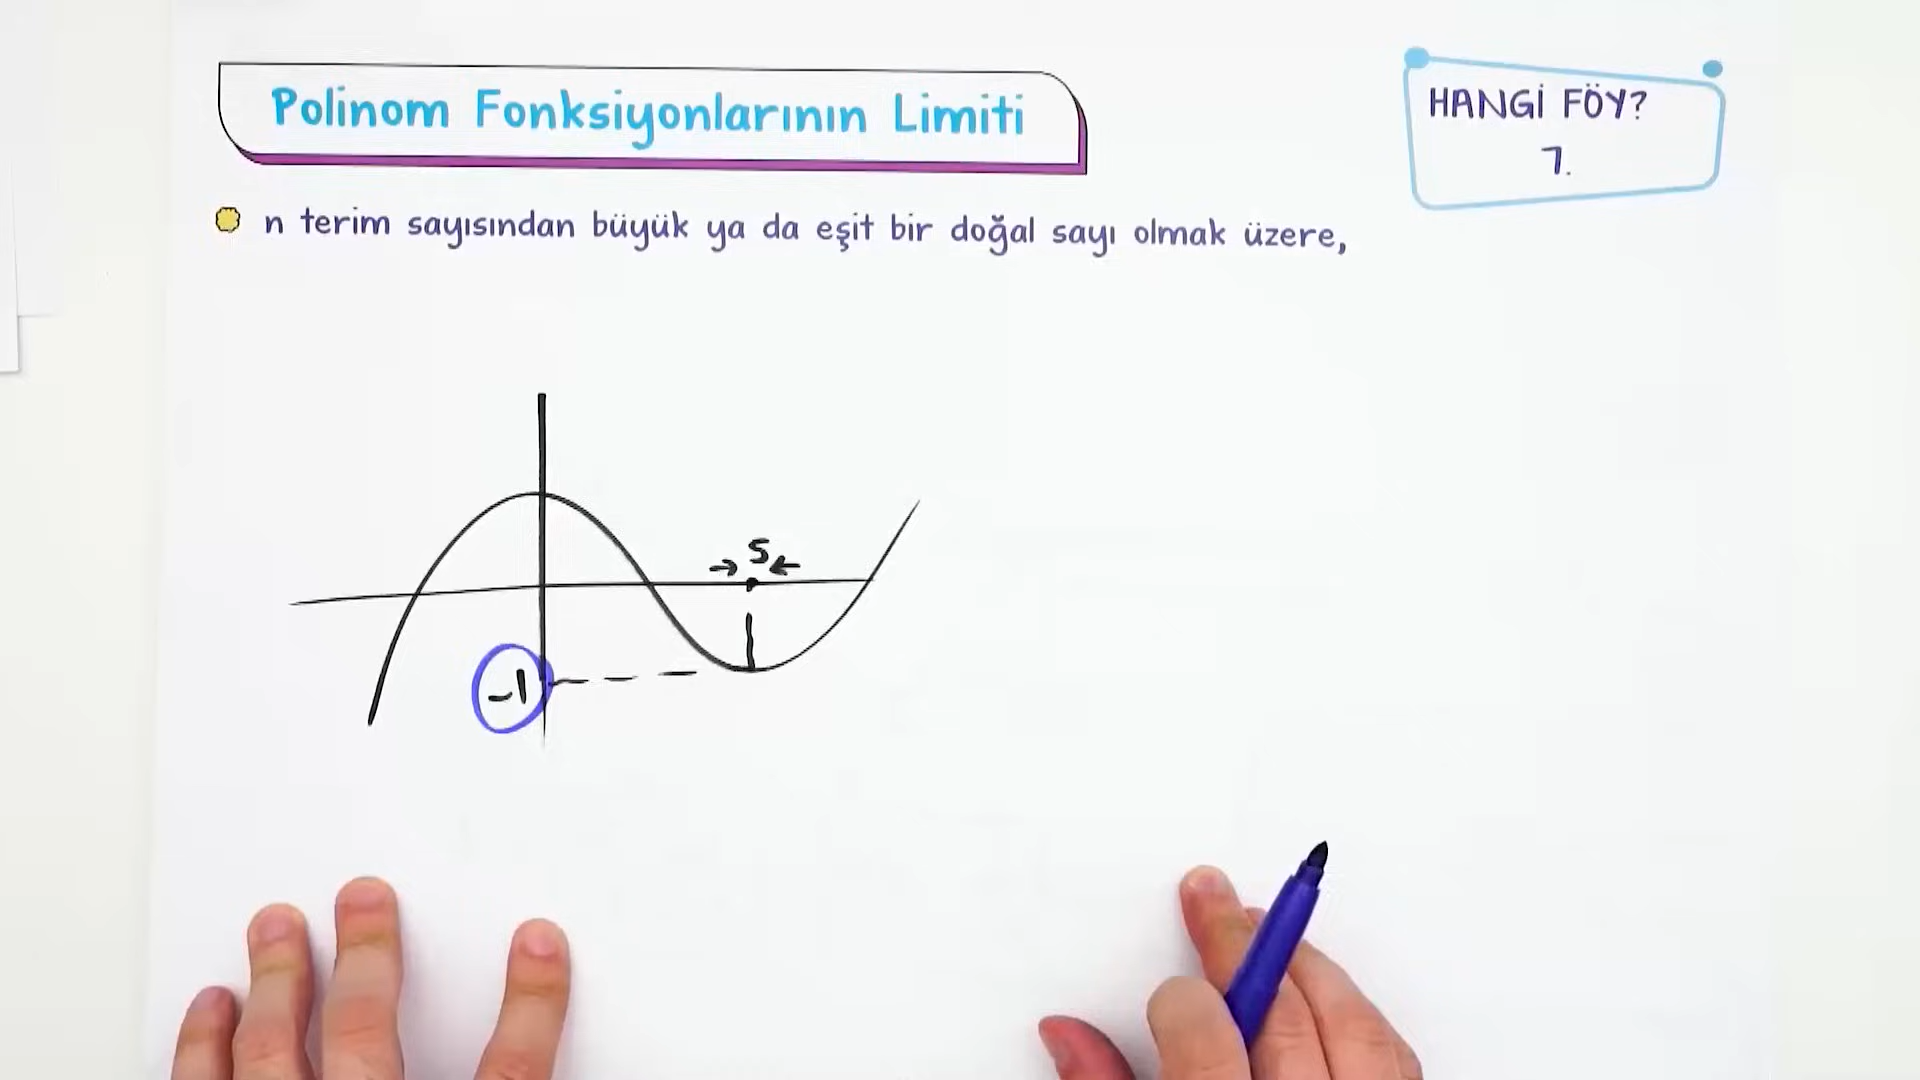 Polinom Fonksiyonlarının Limiti
HANGİ FÖY?
7.
n terim sayısından büyük ya da eşit bir doğal sayı olmak üzere,
5
-1